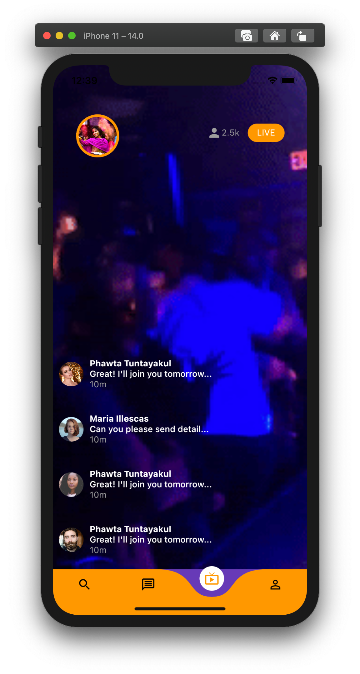 iPhone 11 – 14.0
2.5k
LIVE
Phawta Tuntayakul
Great! I'll join you tomorrow...
10m
Maria Illescas
Can you please send detail...
10m
Phawta Tuntayakul
Great! I'll join you tomorrow...
10m
Phawta Tuntayakul
Great! I'll join you tomorrow...
10m